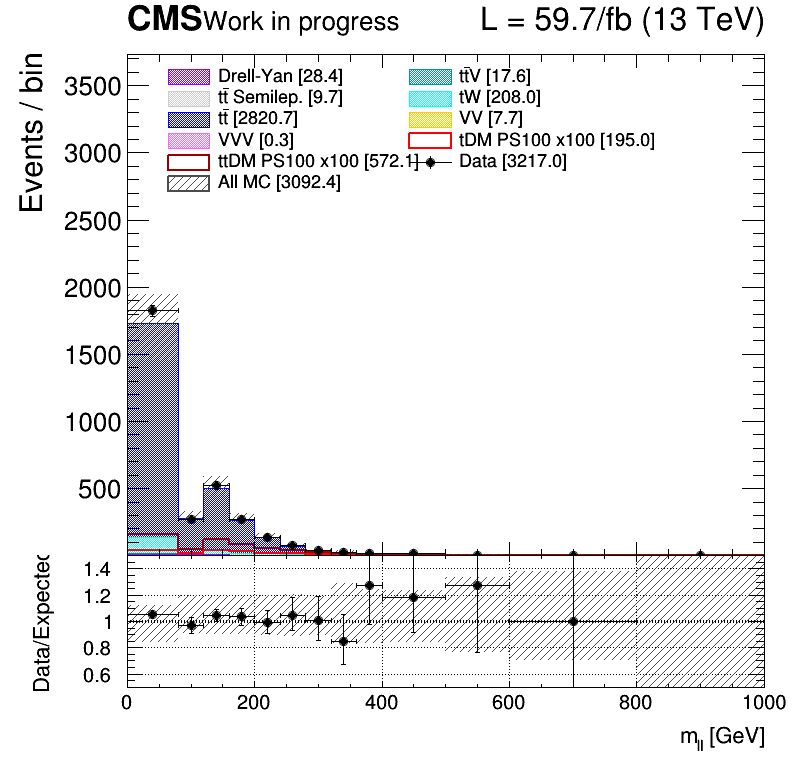 CMS Work in progress L = 59.7/fb (13 TeV)
Events / bin
3500
3000
2500
2000
1500
1000
500
Drell-Yan [28.4]
tt̄V [17.6]
tt̄ Semilep. [9.7]
tW [208.0]
tt̄ [2820.7]
VV [7.7]
VVV [0.3]
tDM PS100 x100 [195.0]
ttDM PS100 x100 [572.1]
Data [3217.0]
All MC [3092.4]
Data/Expected
1.4
1.2
1
0.8
0.6
0 200 400 600 800 1000
m_ll [GeV]